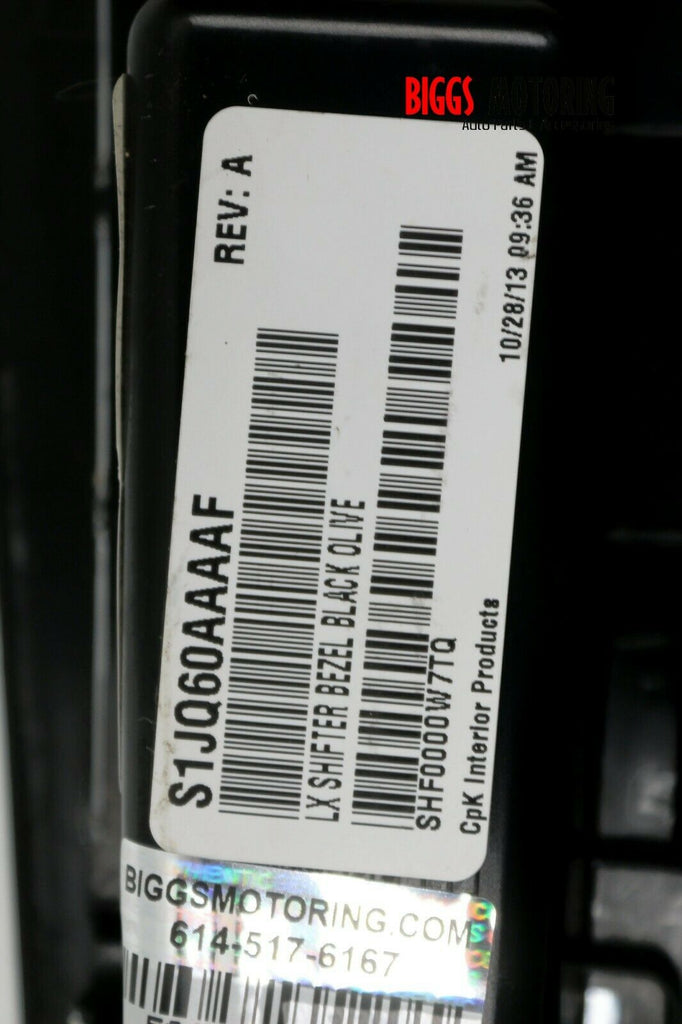 BIGGS MOTORING
Auto Parts & Accessories
REV: A
S1JQ60AAAAF
LX SHIFTER BEZEL BLACK OLIVE
SHF0000W7TQ
CpK Interior Products
10/28/13 09:36 AM
BIGGSMOTORING.COM
614-517-6167